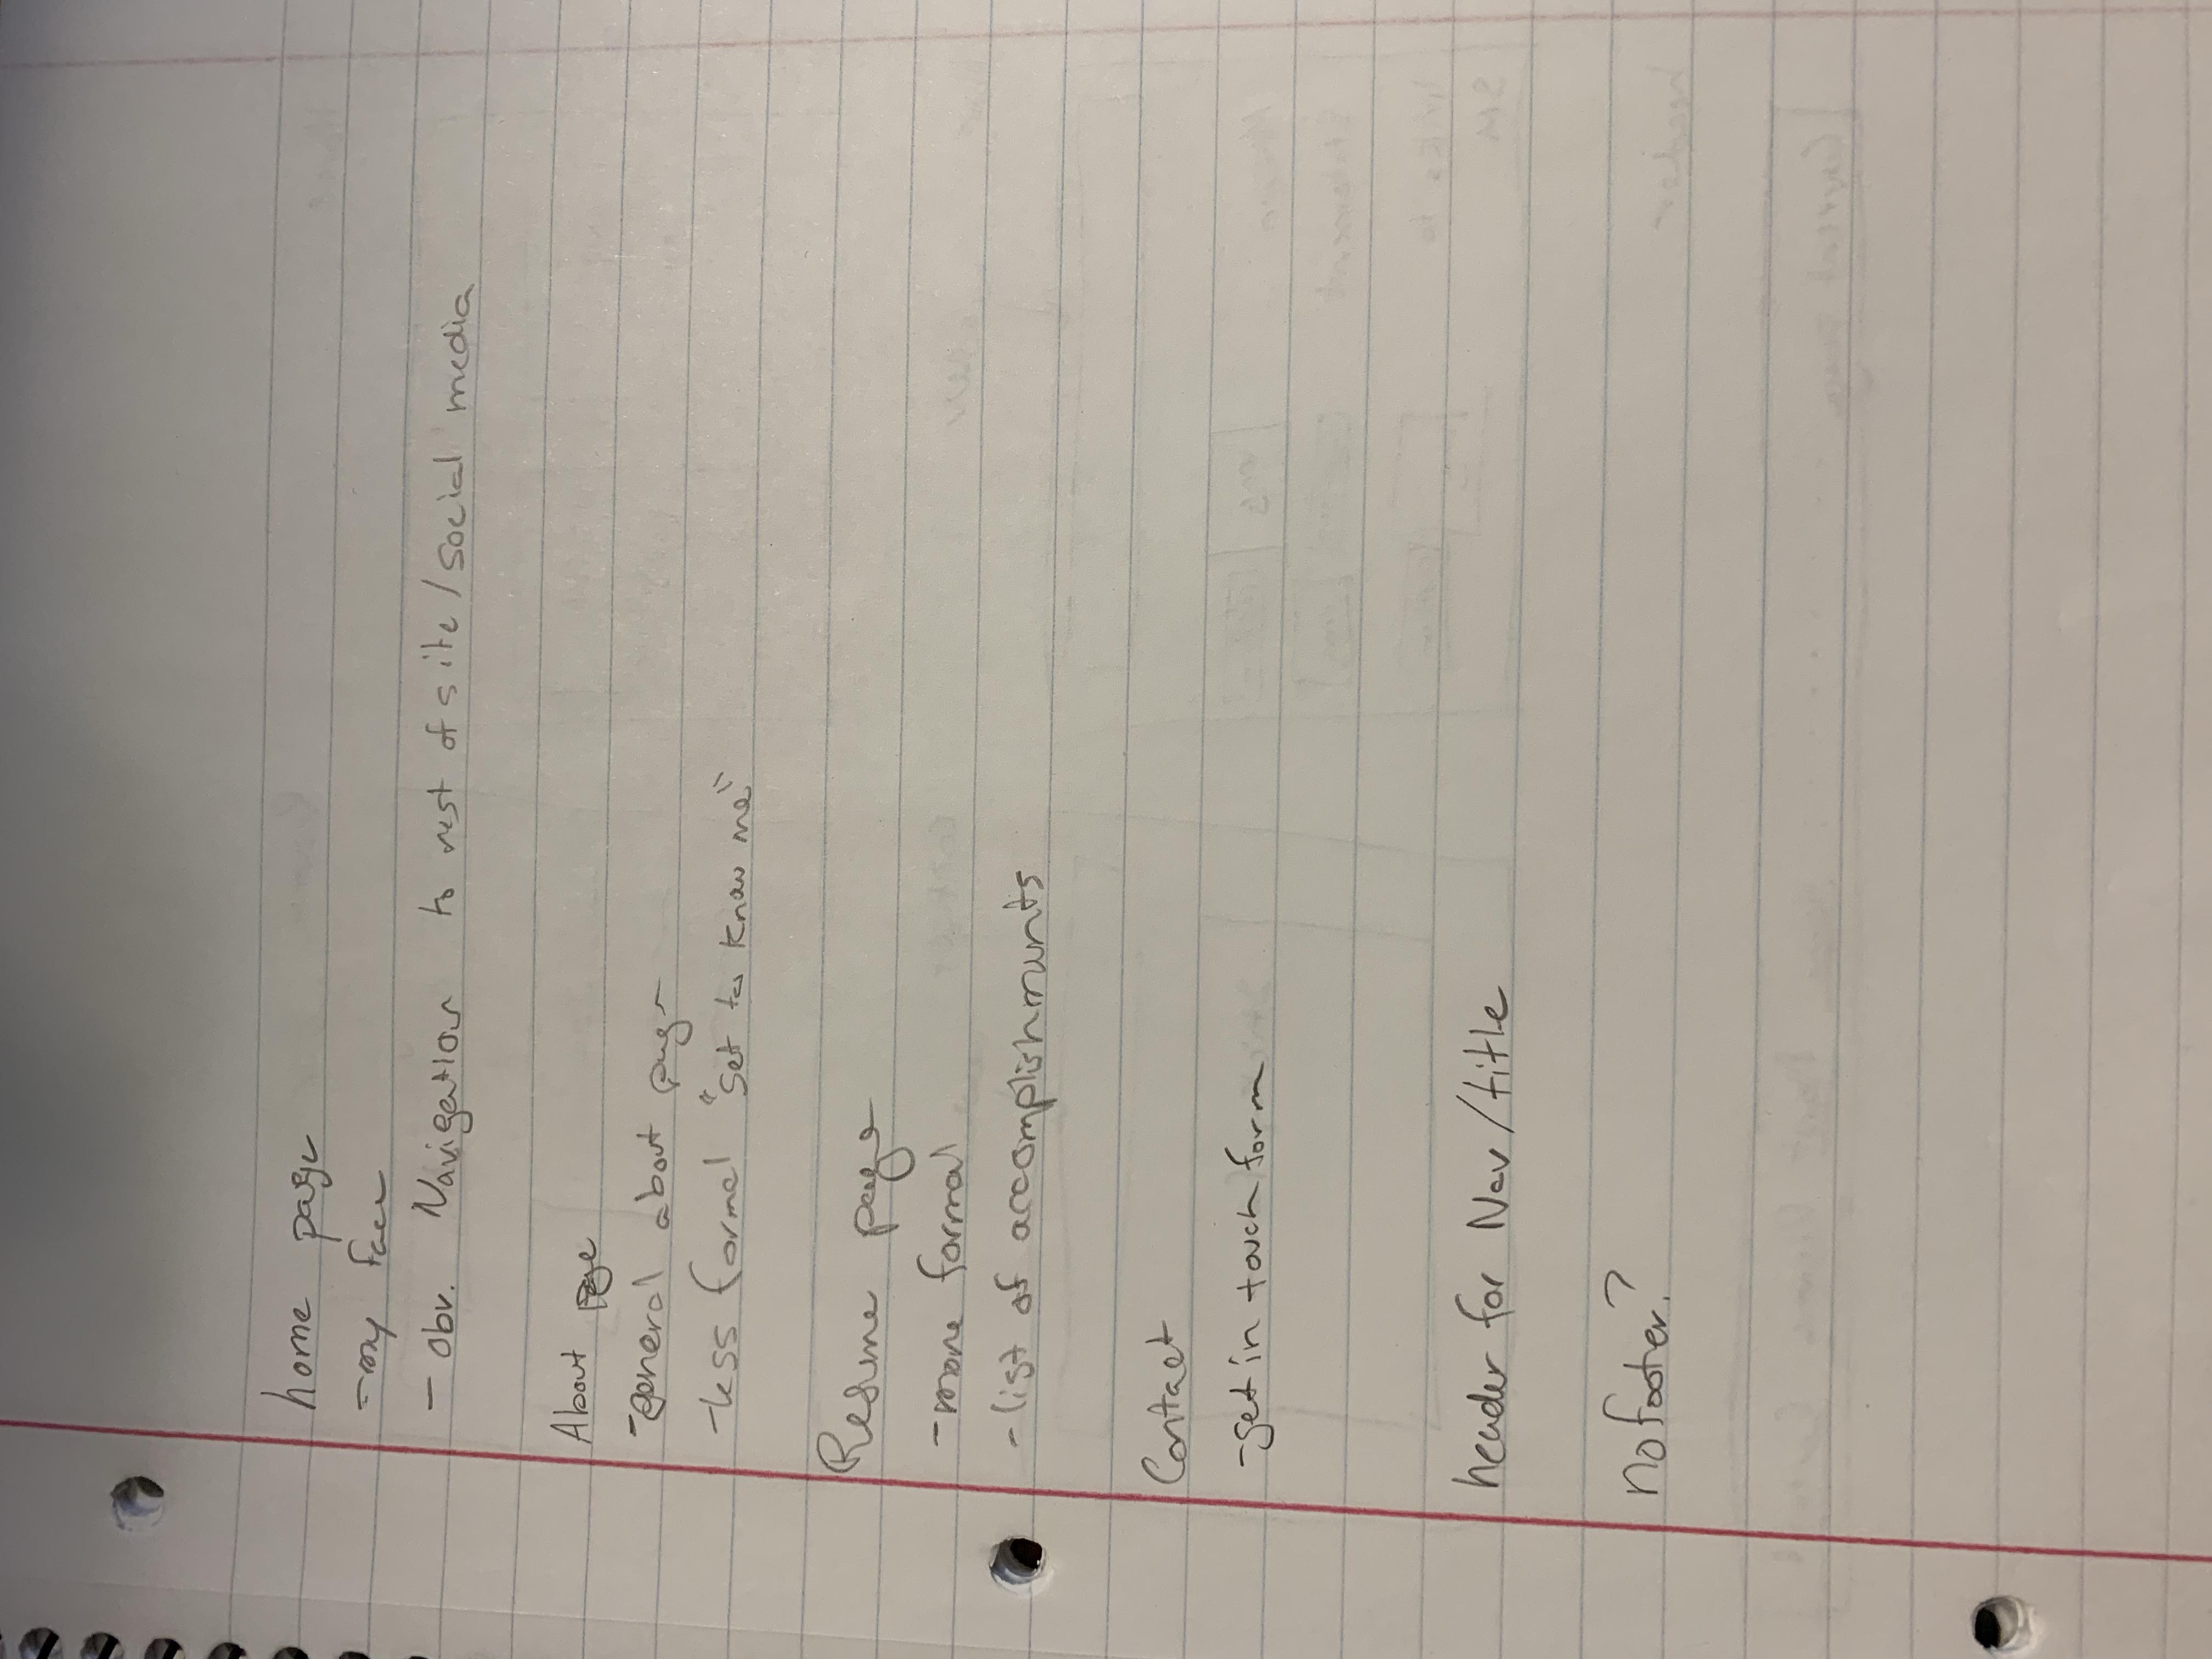 home page
- my face
- obv. Navigation to rest of site/social media
About Page
- general about page
- less formal "get to know me"
Resume page
- more formal
- list of accomplishments
Contact
- get in touch form
header for Nav/title
no footer?